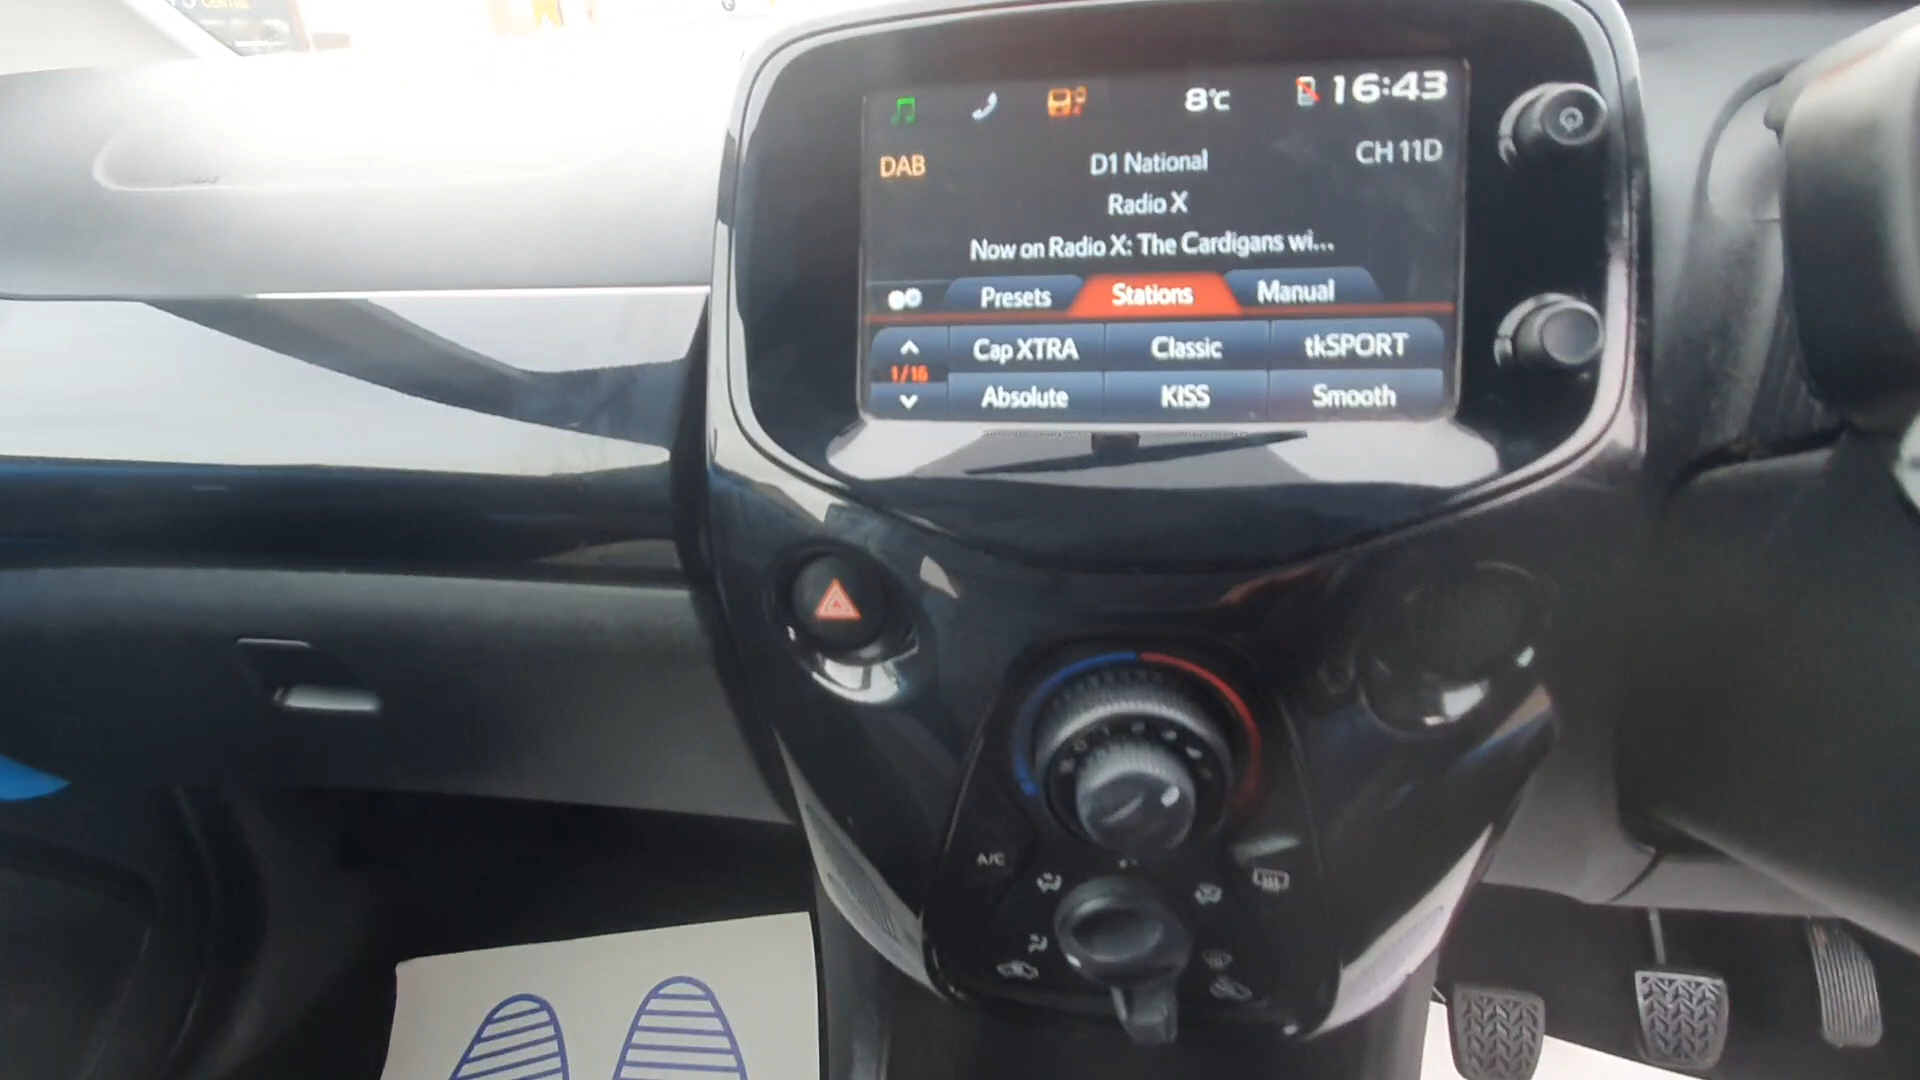 CENTRE
8°C
16:43
DAB
D1 National
CH 11D
Radio X
Now on Radio X: The Cardigans wi...
Presets
Stations
Manual
1/16
Cap XTRA
Classic
tkSPORT
Absolute
KISS
Smooth
A/C